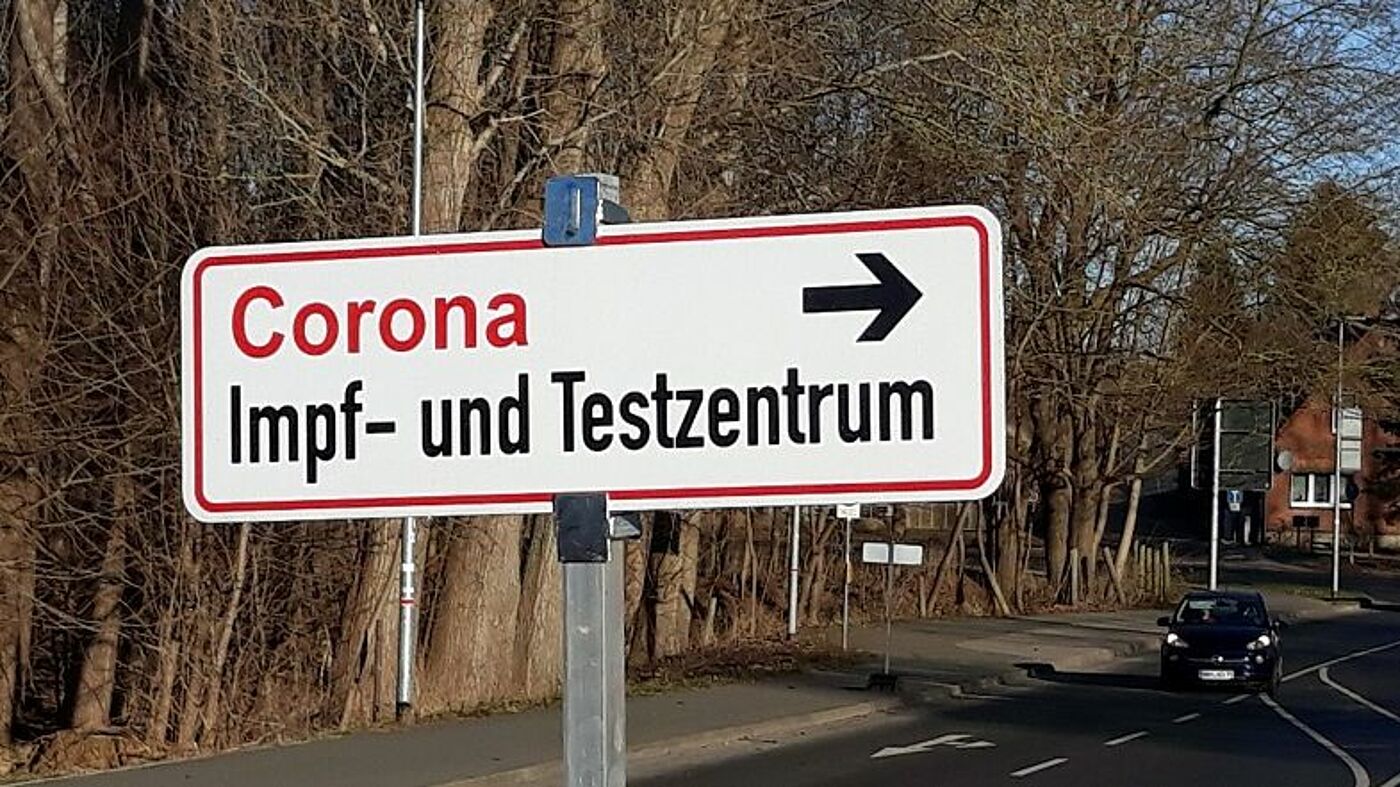 Corona
Impf- und Testzentrum